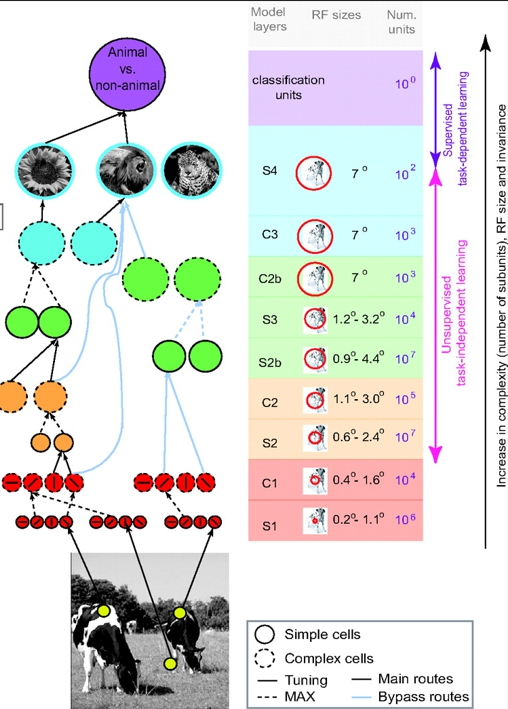 Animal
vs.
non-animal
Model
layers
RF sizes
Num.
units
classification
units
10⁰
S4
7 °
10²
C3
7 °
10³
C2b
7 °
10³
S3
1.2°- 3.2°
10⁴
S2b
0.9°- 4.4°
10⁷
C2
1.1°- 3.0°
10⁵
S2
0.6°- 2.4°
10⁷
C1
0.4°- 1.6°
10⁴
S1
0.2°- 1.1°
10⁶
Supervised
task-dependent learning
Unsupervised
task-independent learning
Increase in complexity (number of subunits), RF size and invariance
Simple cells
Complex cells
Tuning
Main routes
MAX
Bypass routes